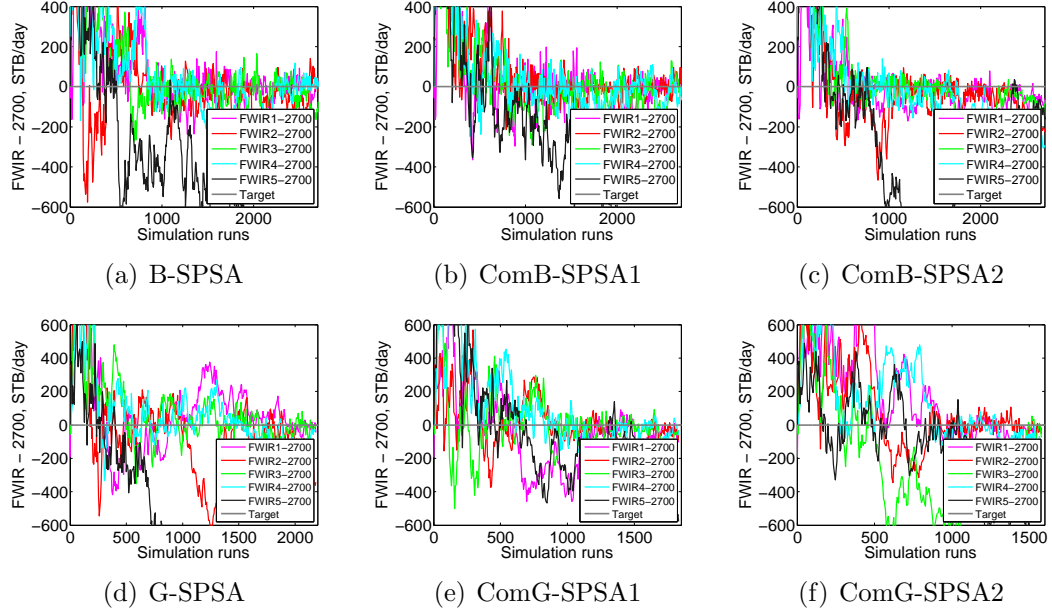 FWIR − 2700, STB/day
400
200
0
−200
−400
−600
0
1000
2000
Simulation runs
FWIR1−2700
FWIR2−2700
FWIR3−2700
FWIR4−2700
FWIR5−2700
Target
(a) B-SPSA
FWIR − 2700, STB/day
400
200
0
−200
−400
−600
0
1000
2000
Simulation runs
FWIR1−2700
FWIR2−2700
FWIR3−2700
FWIR4−2700
FWIR5−2700
Target
(b) ComB-SPSA1
FWIR − 2700, STB/day
400
200
0
−200
−400
−600
0
1000
2000
Simulation runs
FWIR1−2700
FWIR2−2700
FWIR3−2700
FWIR4−2700
FWIR5−2700
Target
(c) ComB-SPSA2
FWIR − 2700, STB/day
600
400
200
0
−200
−400
−600
0
500
1000
1500
2000
Simulation runs
FWIR1−2700
FWIR2−2700
FWIR3−2700
FWIR4−2700
FWIR5−2700
Target
(d) G-SPSA
FWIR − 2700, STB/day
600
400
200
0
−200
−400
−600
0
500
1000
1500
Simulation runs
FWIR1−2700
FWIR2−2700
FWIR3−2700
FWIR4−2700
FWIR5−2700
Target
(e) ComG-SPSA1
FWIR − 2700, STB/day
600
400
200
0
−200
−400
−600
0
500
1000
1500
Simulation runs
FWIR1−2700
FWIR2−2700
FWIR3−2700
FWIR4−2700
FWIR5−2700
Target
(f) ComG-SPSA2